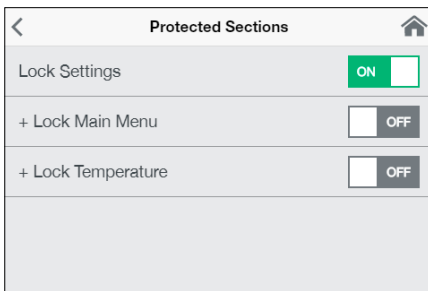 Protected Sections
Lock Settings ON
+ Lock Main Menu OFF
+ Lock Temperature OFF